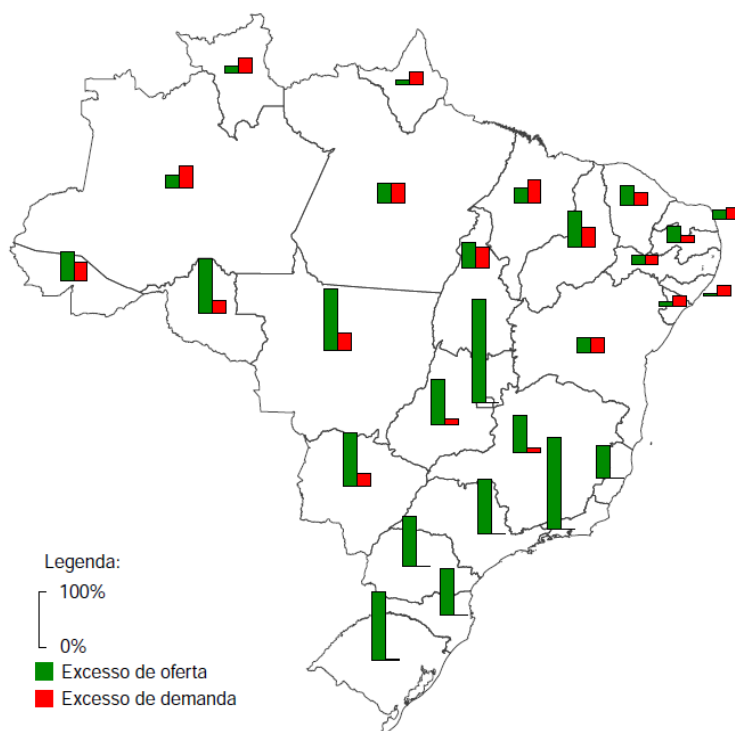 Legenda:
100%
0%
Excesso de oferta
Excesso de demanda